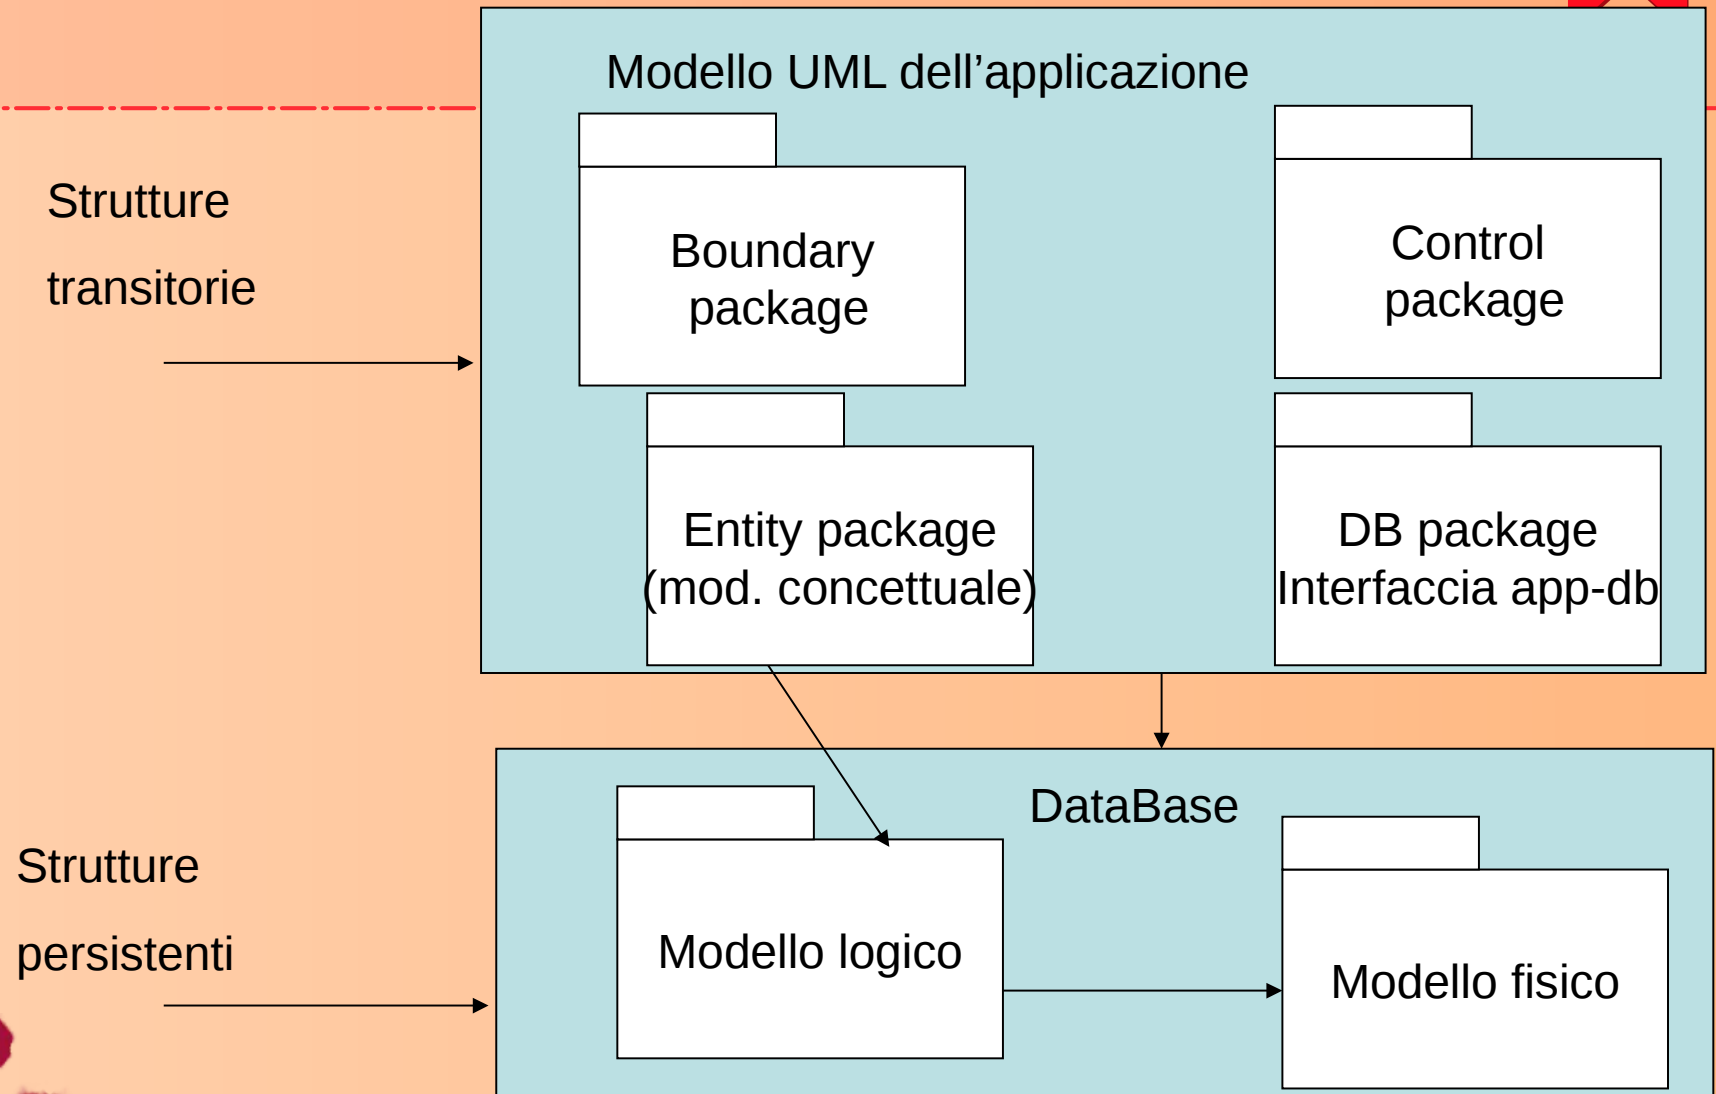 Modello UML dell’applicazione
Strutture
transitorie
Boundary
package
Control
package
Entity package
(mod. concettuale)
DB package
Interfaccia app-db
DataBase
Strutture
persistenti
Modello logico
Modello fisico